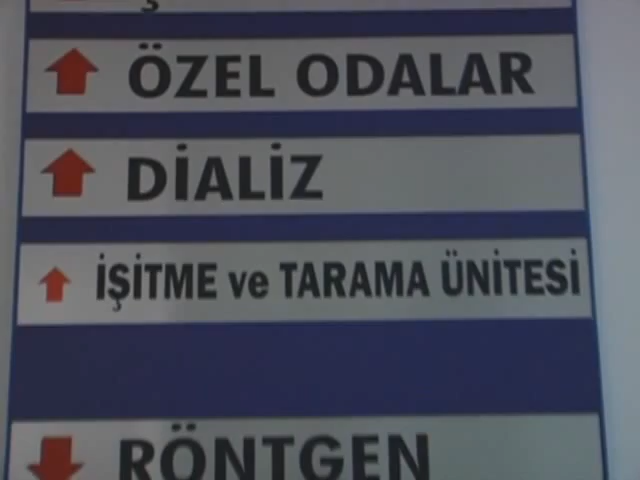 ÖZEL ODALAR
DİALİZ
İŞİTME ve TARAMA ÜNİTESİ
RÖNTGEN